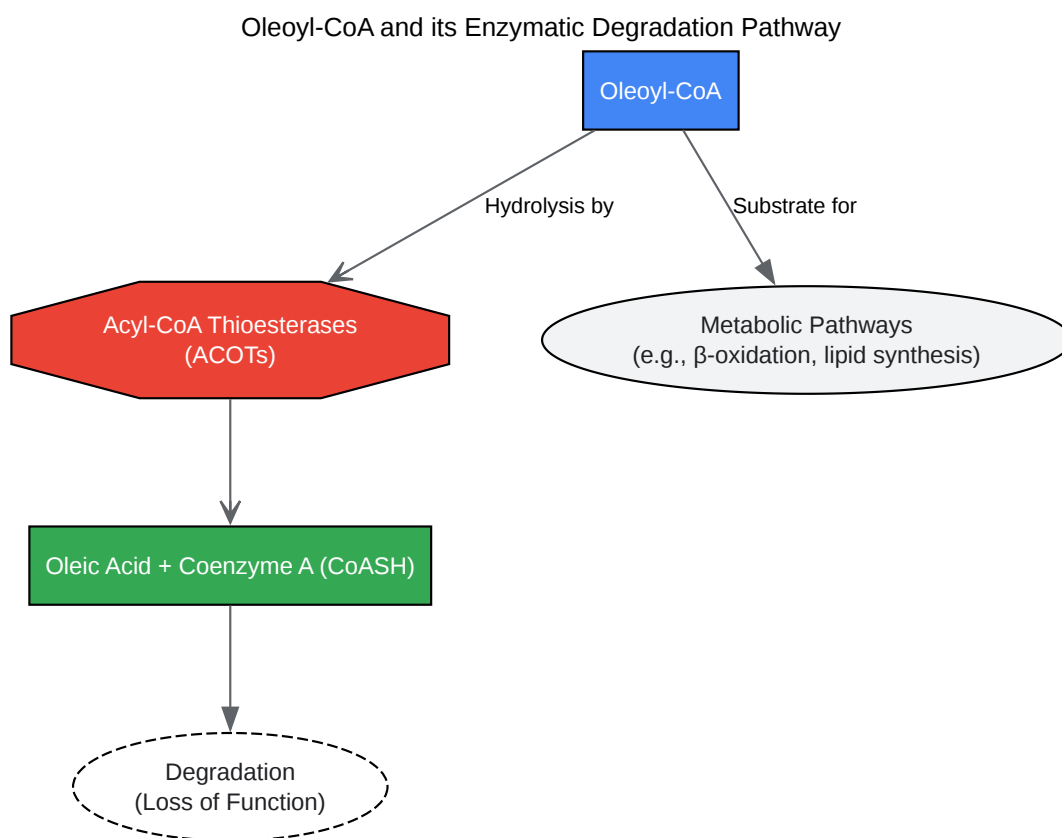 Oleoyl-CoA and its Enzymatic Degradation Pathway
Oleoyl-CoA
Hydrolysis by
Substrate for
Acyl-CoA Thioesterases
(ACOTs)
Metabolic Pathways
(e.g., β-oxidation, lipid synthesis)
Oleic Acid + Coenzyme A (CoASH)
Degradation
(Loss of Function)